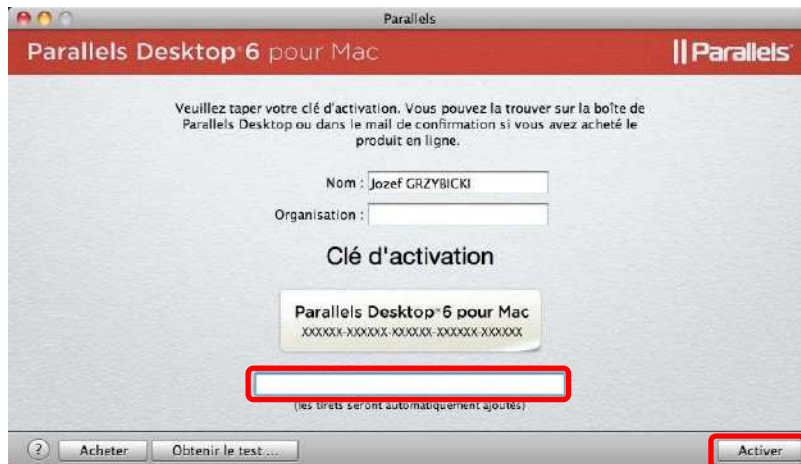 Parallels
Parallels Desktop 6 pour Mac
Parallels
Veuillez taper votre clé d'activation. Vous pouvez la trouver sur la boîte de
Parallels Desktop ou dans le mail de confirmation si vous avez acheté le
produit en ligne.
Nom : Jozef GRZYBICKI
Organisation :
Clé d'activation
Parallels Desktop 6 pour Mac
XXXXXX-XXXXXX-XXXXXX-XXXXXX-XXXXXX
(les tirets seront automatiquement ajoutés)
? Acheter Obtenir le test ... Activer